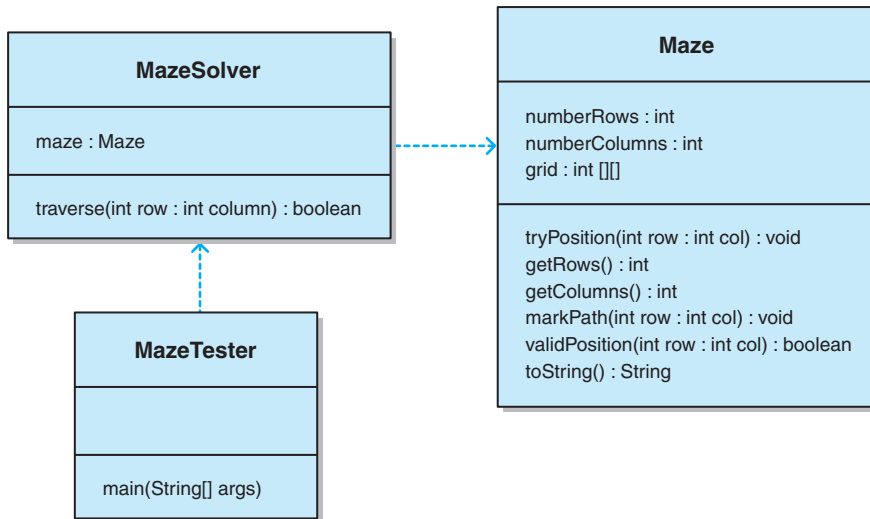 MazeSolver
maze : Maze
traverse(int row : int column) : boolean
MazeTester
main(String[] args)
Maze
numberRows : int
numberColumns : int
grid : int [][]
tryPosition(int row : int col) : void
getRows() : int
getColumns() : int
markPath(int row : int col) : void
validPosition(int row : int col) : boolean
toString() : String